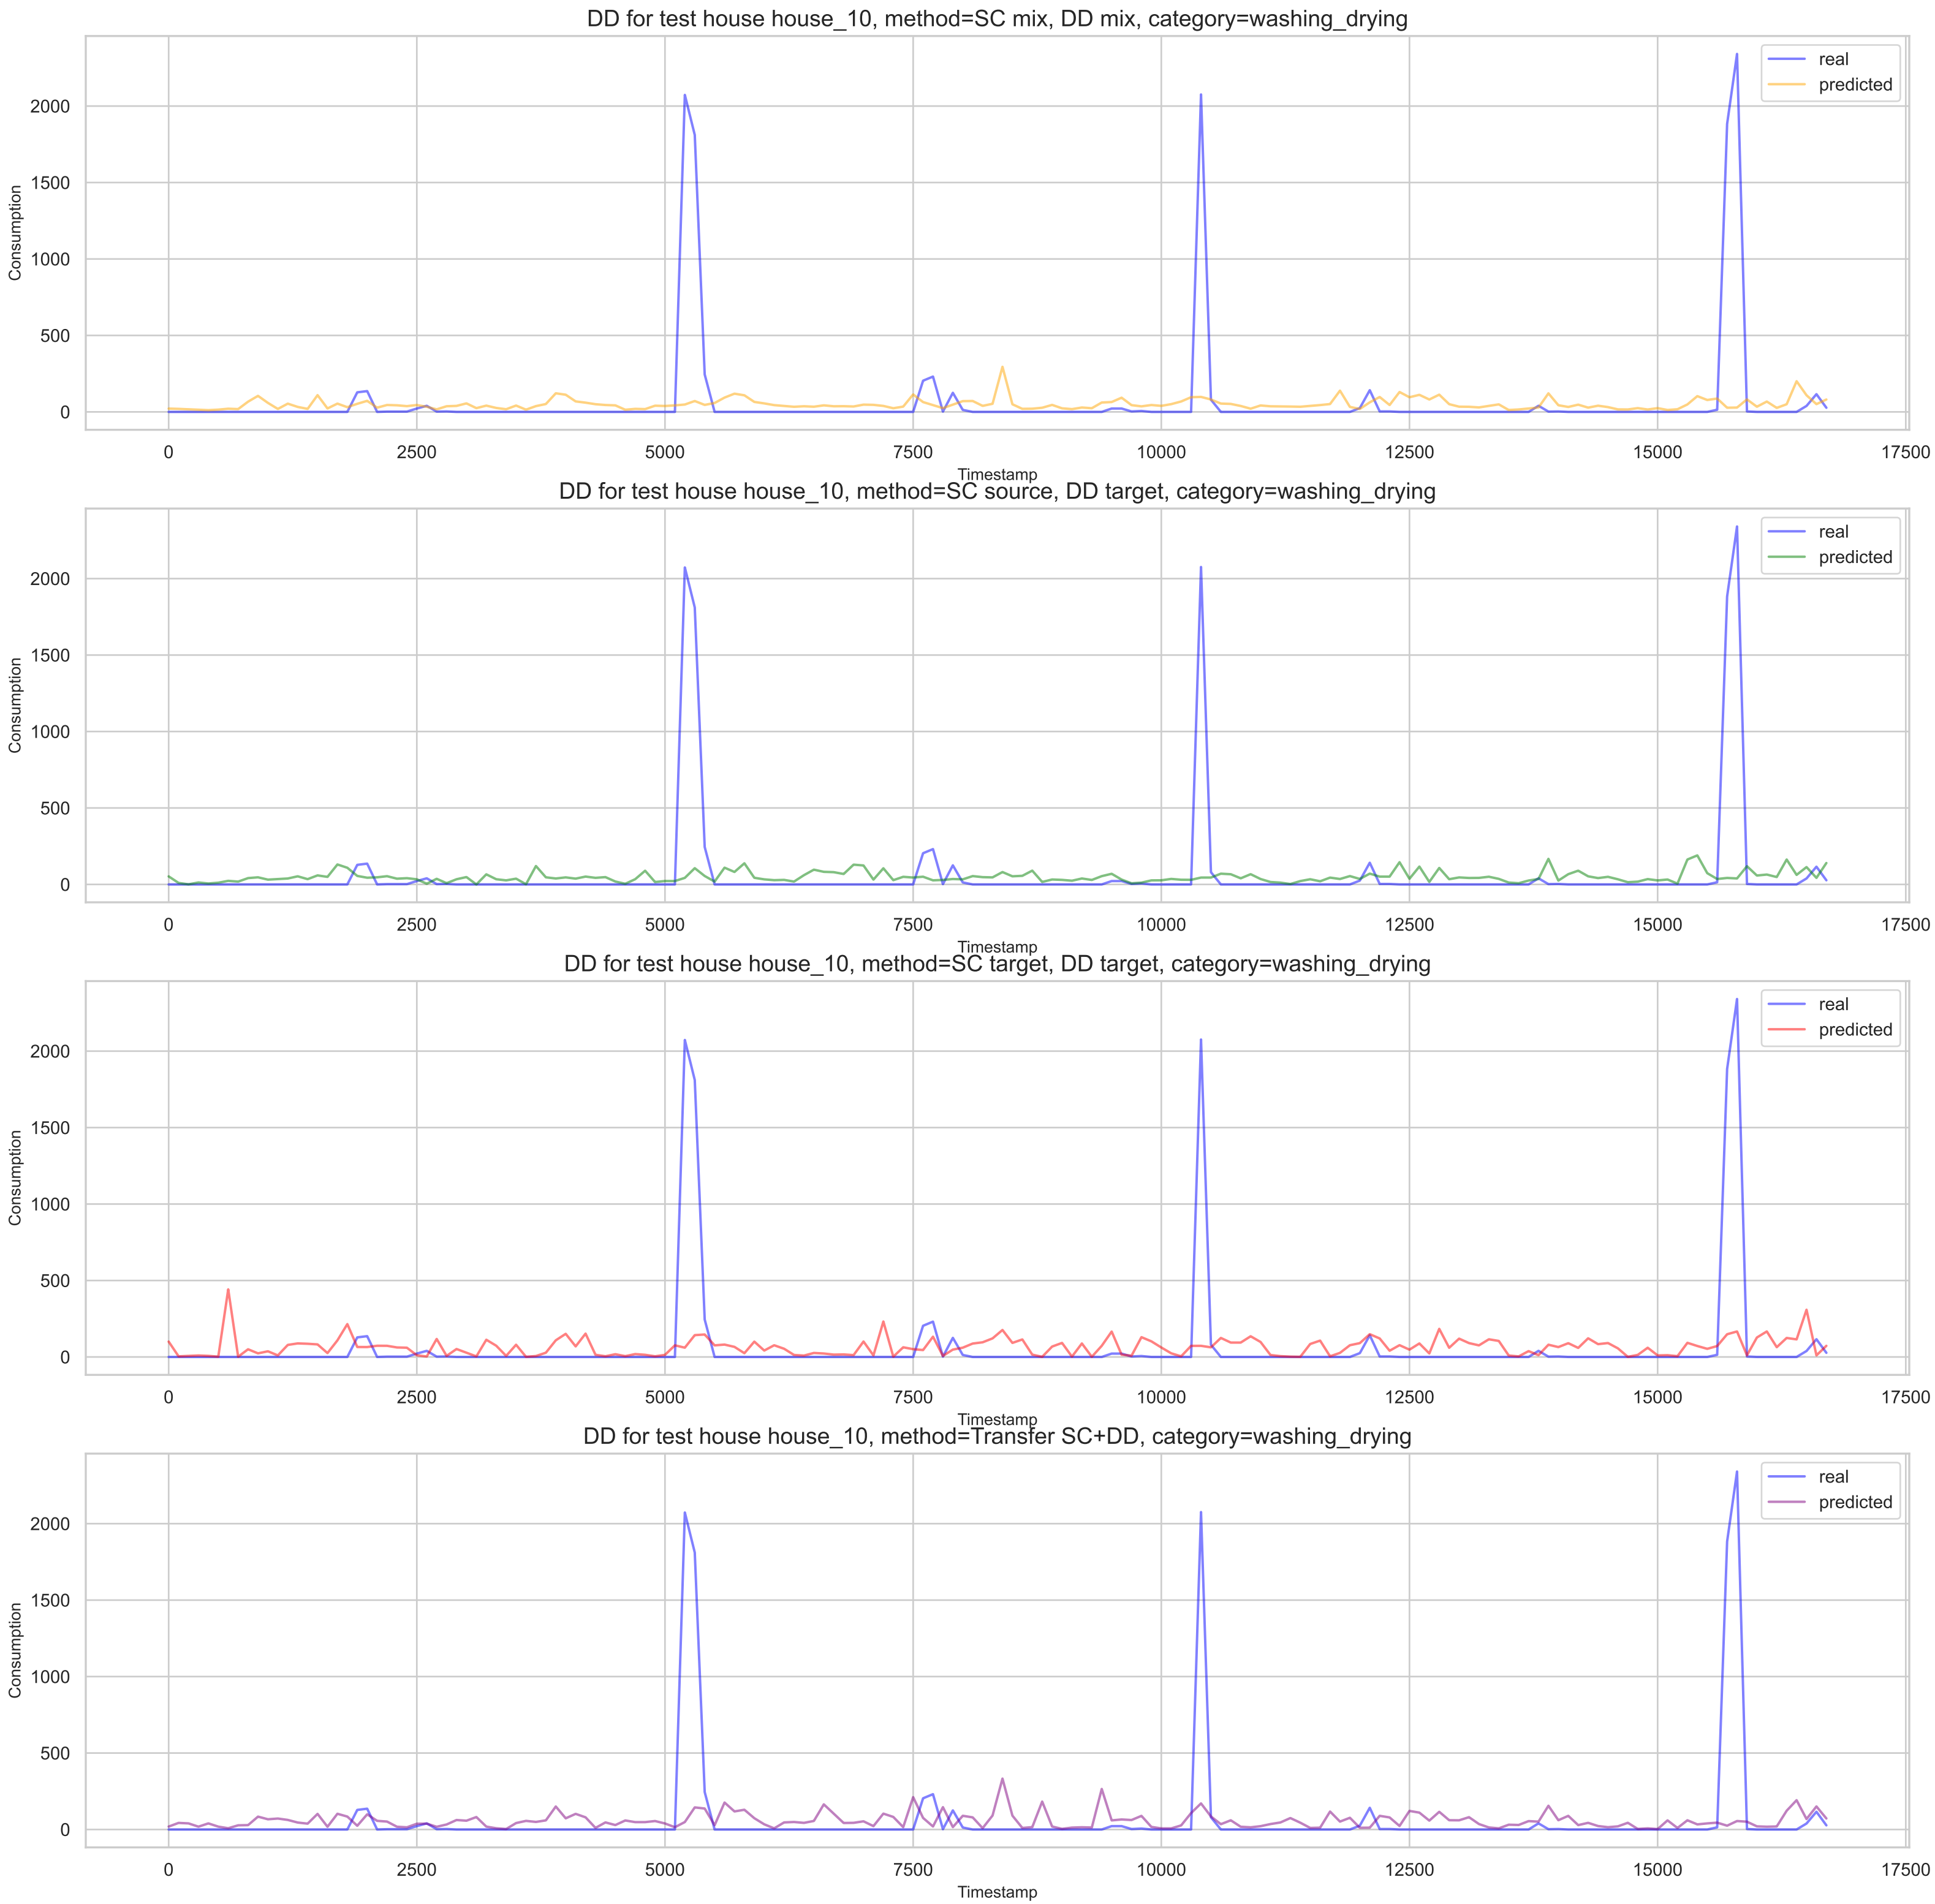 DD for test house house_10, method=SC mix, DD mix, category=washing_drying
real
predicted
2000
1500
1000
500
0
Consumption
0 2500 5000 7500 10000 12500 15000 17500
Timestamp
DD for test house house_10, method=SC source, DD target, category=washing_drying
real
predicted
2000
1500
1000
500
0
Consumption
0 2500 5000 7500 10000 12500 15000 17500
Timestamp
DD for test house house_10, method=SC target, DD target, category=washing_drying
real
predicted
2000
1500
1000
500
0
Consumption
0 2500 5000 7500 10000 12500 15000 17500
Timestamp
DD for test house house_10, method=Transfer SC+DD, category=washing_drying
real
predicted
2000
1500
1000
500
0
Consumption
0 2500 5000 7500 10000 12500 15000 17500
Timestamp